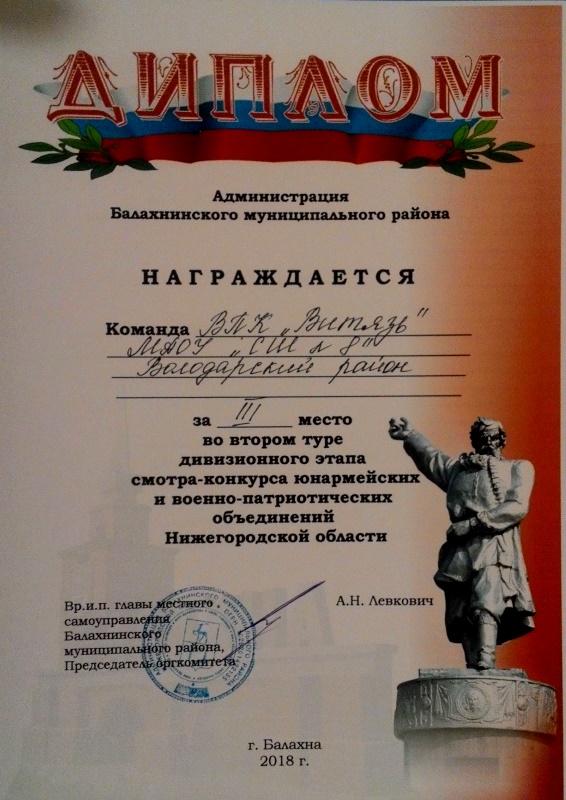 ДИПЛОМ
Администрация
Балахнинского муниципального района
НАГРАЖДАЕТСЯ
Команда ВПК „Витязь"
МАОУ „СШ № 8"
Володарский район
за III место
во втором туре
дивизионного этапа
смотра-конкурса юнармейских
и военно-патриотических
объединений
Нижегородской области
Вр.и.п. главы местного
самоуправления
Балахнинского
муниципального района,
Председатель оргкомитета
А.Н. Левкович
г. Балахна
2018 г.